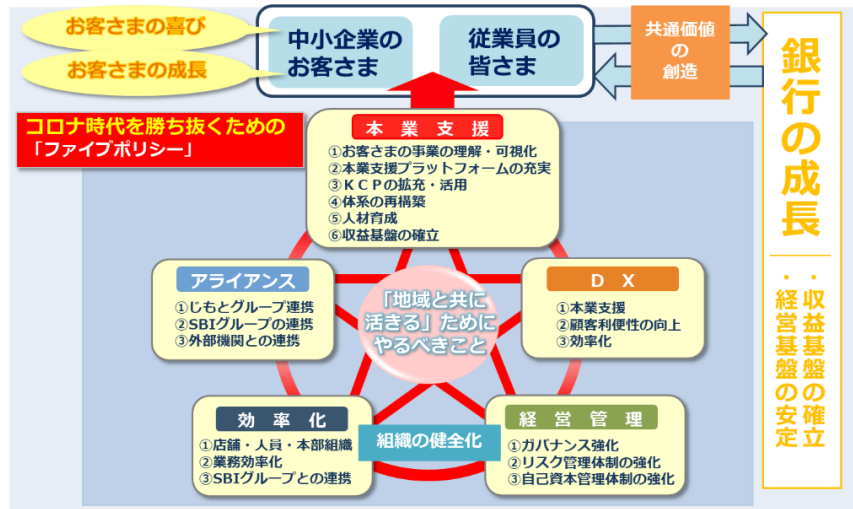 お客さまの喜び
お客さまの成長
中小企業の
お客さま
従業員の
皆さま
共通価値
の
創造
銀行の成長
・収益基盤の確立
・経営基盤の安定
コロナ時代を勝ち抜くための
「ファイブポリシー」
本業支援
①お客さまの事業の理解・可視化
②本業支援プラットフォームの充実
③ＫＣＰの拡充・活用
④体系の再構築
⑤人材育成
⑥収益基盤の確立
アライアンス
①じもとグループ連携
②SBIグループの連携
③外部機関との連携
「地域と共に
活きる」ために
やるべきこと
ＤＸ
①本業支援
②顧客利便性の向上
③効率化
効率化
①店舗・人員・本部組織
②業務効率化
③SBIグループとの連携
組織の健全化
経営管理
①ガバナンス強化
②リスク管理体制の強化
③自己資本管理体制の強化